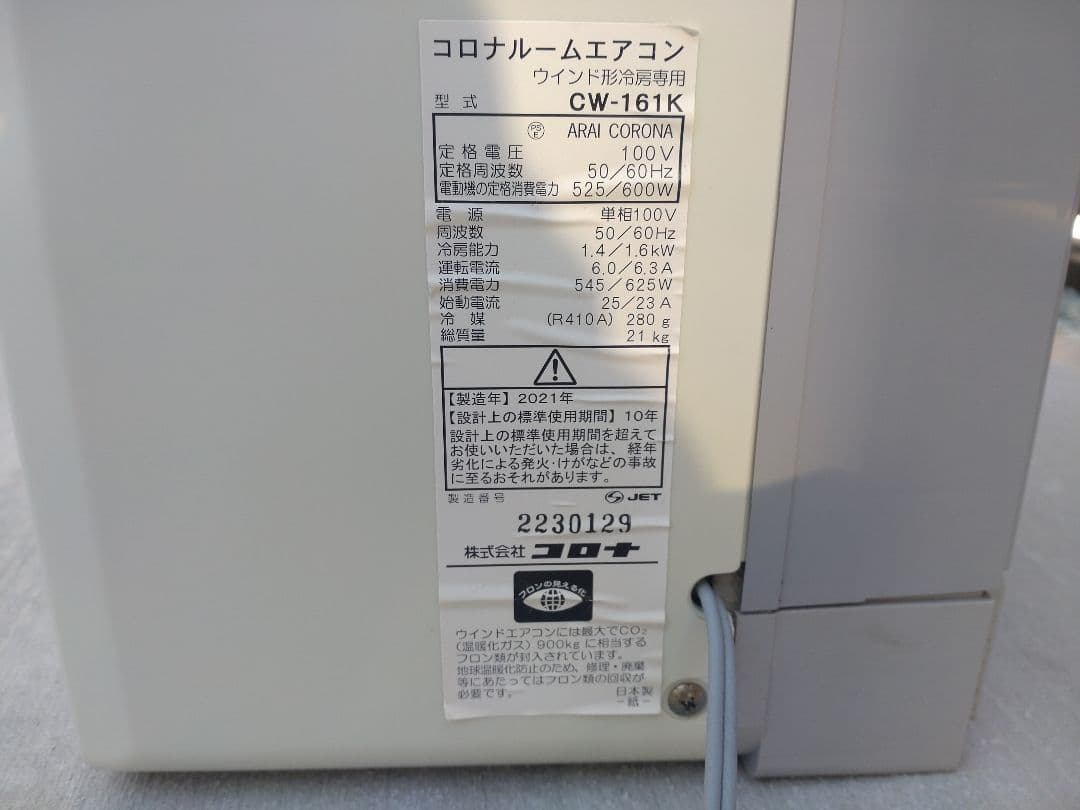 コロナルームエアコン
ウインド形冷房専用
型式 CW-161K
PS E ARAI CORONA
定格電圧 100V
定格周波数 50/60Hz
電動機の定格消費電力 525/600W
電源 単相100V
周波数 50/60Hz
冷房能力 1.4/1.6kW
運転電流 6.0/6.3A
消費電力 545/625W
始動電流 25/23A
冷媒 (R410A) 280g
総質量 21kg
【製造年】2021年
【設計上の標準使用期間】10年
設計上の標準使用期間を超えて
お使いいただいた場合は、経年
劣化による発火・けがなどの事故
に至るおそれがあります。
製造番号 JET
2230129
株式会社 コロナ
フロンの見える化
ウインドエアコンには最大でCO₂
(温暖化ガス) 900kgに相当する
フロン類が封入されています。
地球温暖化防止のため、修理・廃棄
等にあたってはフロン類の回収が
必要です。 日本製
-紙-